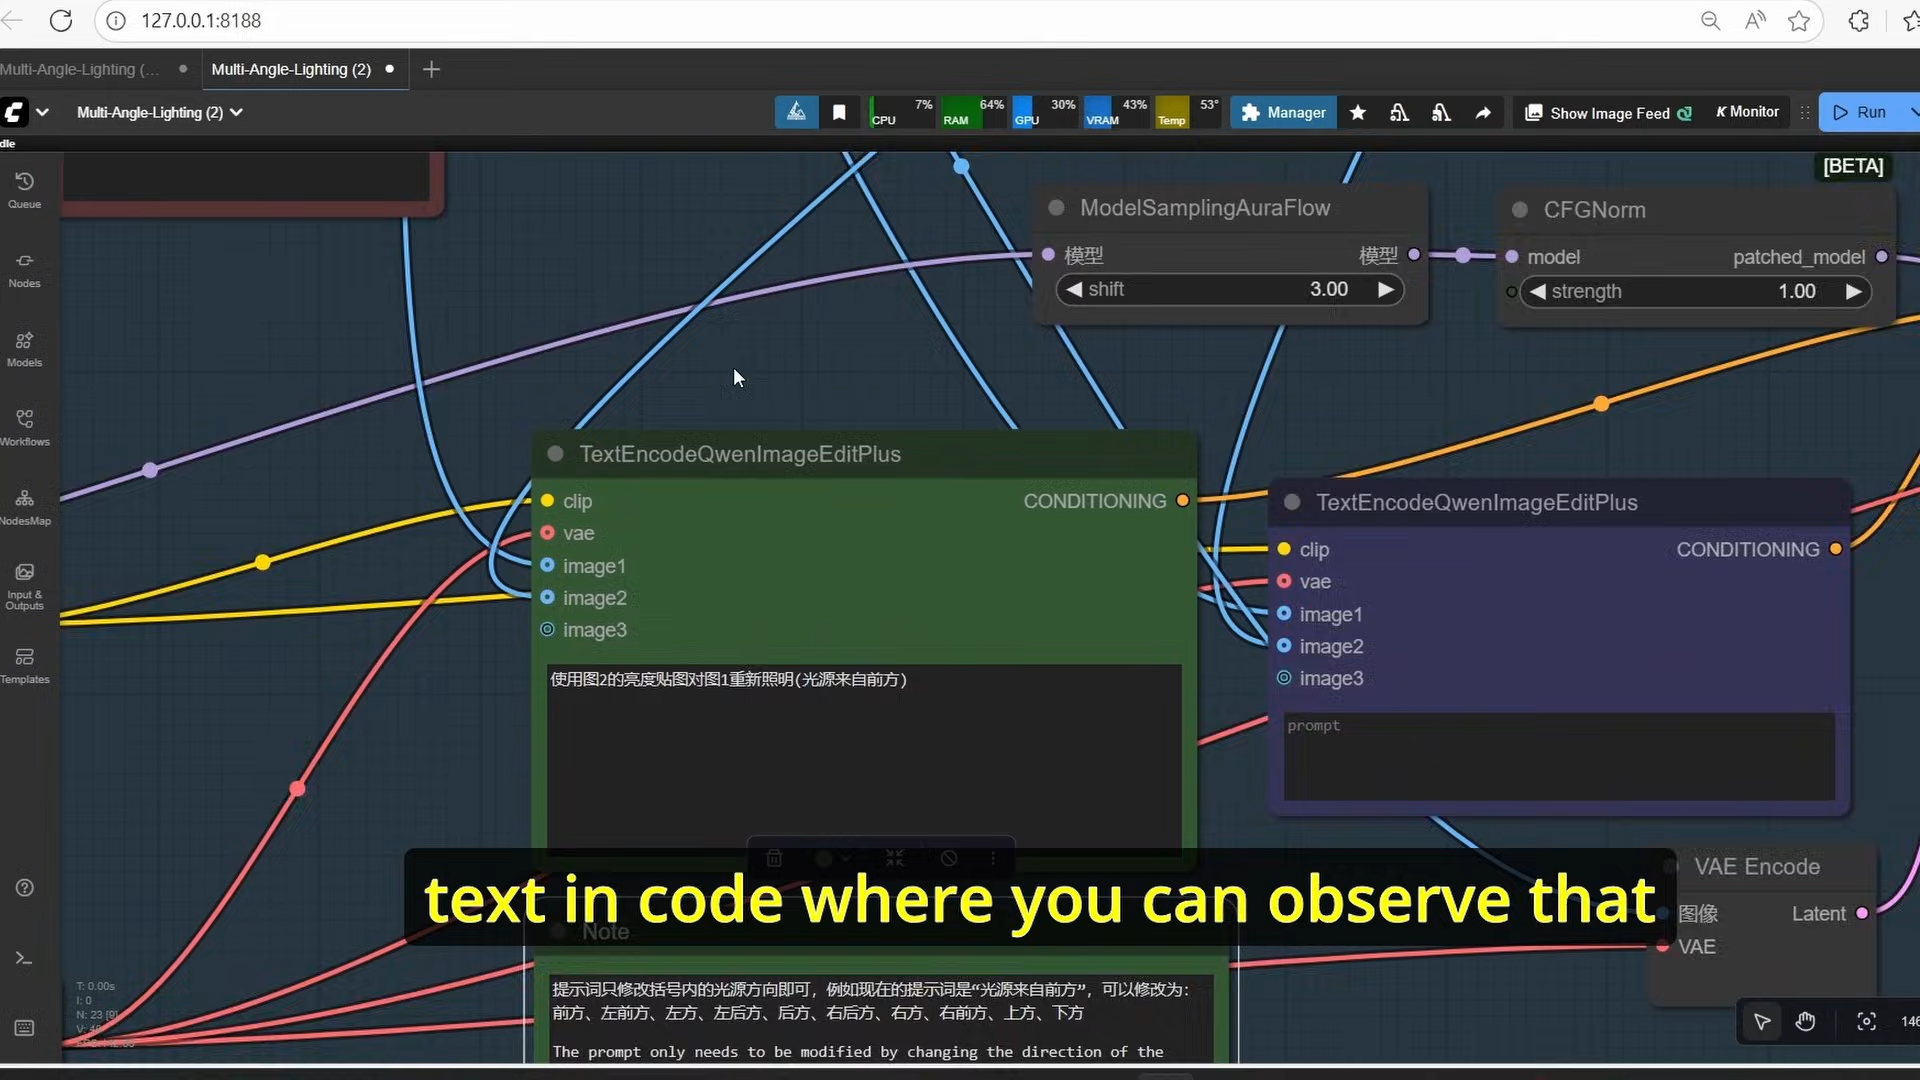 127.0.0.1:8188
Multi-Angle-Lighting (...
Multi-Angle-Lighting (2)
Multi-Angle-Lighting (2)
CPU 7%
RAM 64%
GPU 30%
VRAM 43%
Temp 53°
Manager
Show Image Feed
Monitor
Run
dle
[BETA]
Queue
Nodes
Models
Workflows
NodesMap
Input &
Outputs
Templates
ModelSamplingAuraFlow
模型 模型
shift 3.00
CFGNorm
model patched_model
strength 1.00
TextEncodeQwenImageEditPlus
clip CONDITIONING
vae
image1
image2
image3
使用图2的亮度贴图对图1重新照明(光源来自前方)
TextEncodeQwenImageEditPlus
clip CONDITIONING
vae
image1
image2
image3
prompt
text in code where you can observe that
VAE Encode
图像 Latent
VAE
Note
提示词只修改括号内的光源方向即可，例如现在的提示词是“光源来自前方”，可以修改为:
前方、左前方、左方、左后方、后方、右后方、右方、右前方、上方、下方
The prompt only needs to be modified by changing the direction of the
T: 0.00s
I: 0
N: 23 [9]
146